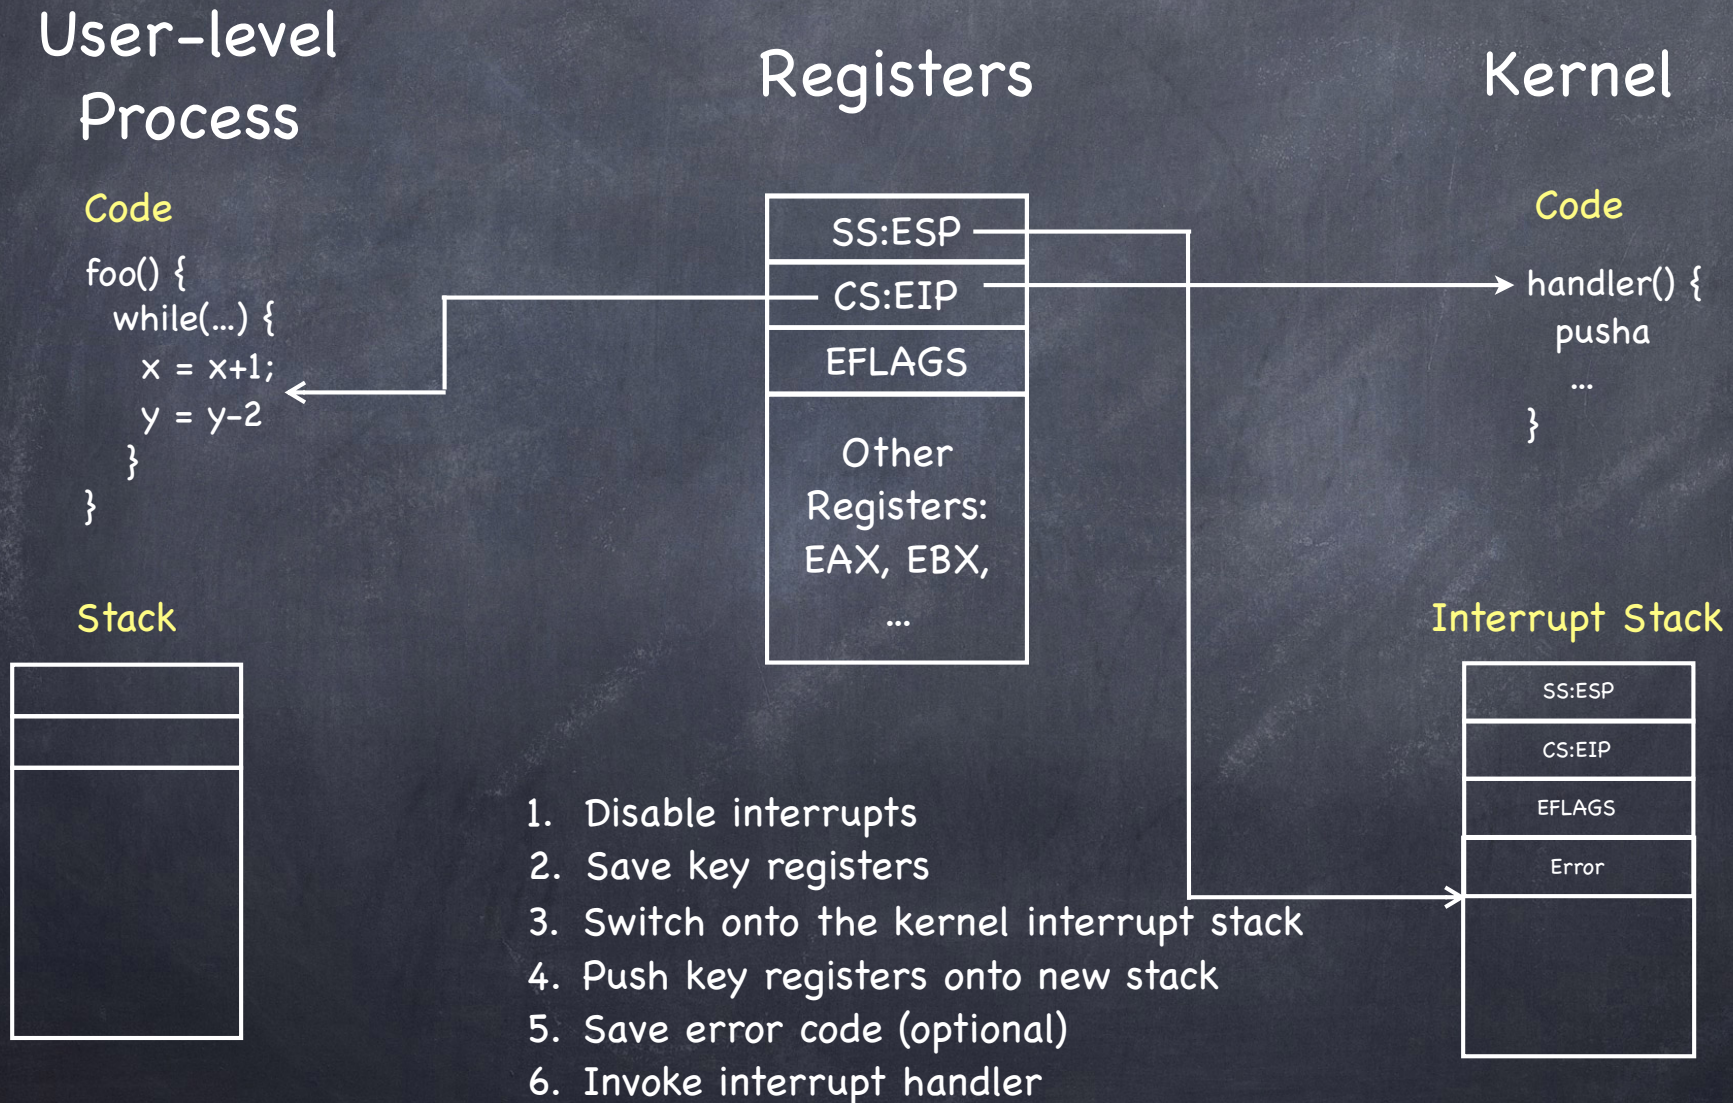 User-level
Process
Code
foo() {
while(...) {
x = x+1;
y = y-2
}
}
Stack
Registers
SS:ESP
CS:EIP
EFLAGS
Other
Registers:
EAX, EBX,
...
Kernel
Code
handler() {
pusha
...
}
Interrupt Stack
SS:ESP
CS:EIP
EFLAGS
Error
1. Disable interrupts
2. Save key registers
3. Switch onto the kernel interrupt stack
4. Push key registers onto new stack
5. Save error code (optional)
6. Invoke interrupt handler